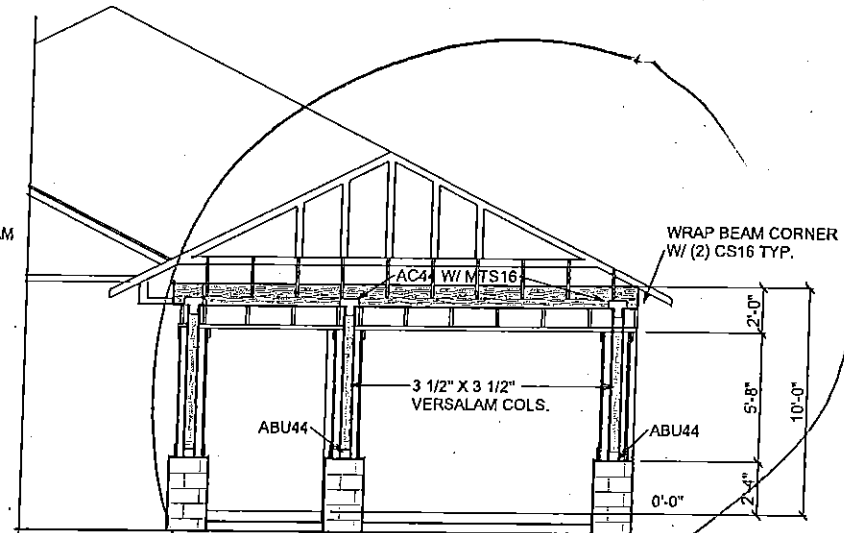 AM
WRAP BEAM CORNER
W/ (2) CS16 TYP.
AC44 W/ MTS16
2'-0"
3 1/2" X 3 1/2"
VERSALAM COLS.
5'-8"
10'-0"
ABU44
ABU44
2'-4"
0'-0"